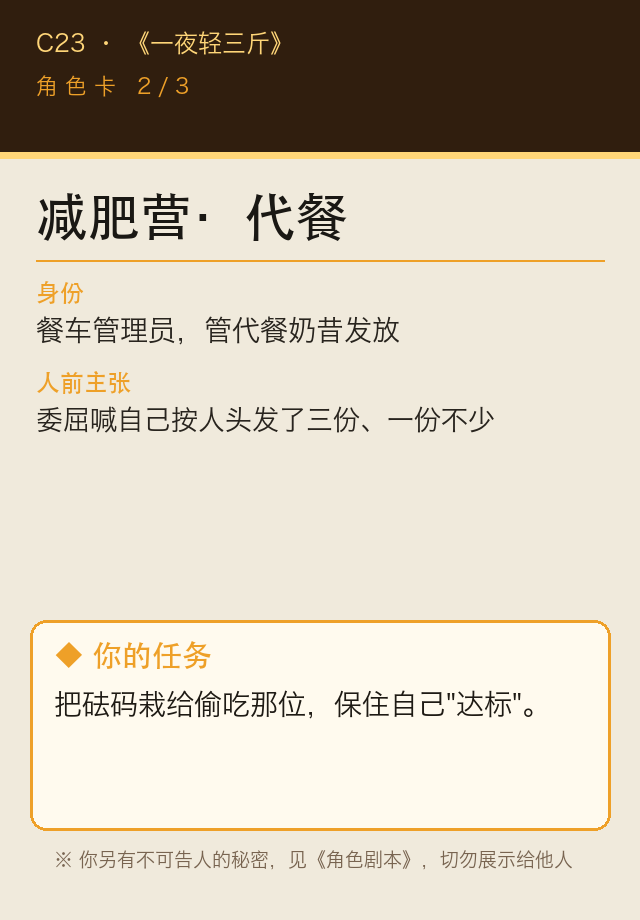 C23 · 《一夜轻三斤》
角色卡 2/3
减肥营· 代餐
身份
餐车管理员，管代餐奶昔发放
人前主张
委屈喊自己按人头发了三份、一份不少
◆ 你的任务
把砝码栽给偷吃那位，保住自己"达标"。
※ 你另有不可告人的秘密，见《角色剧本》，切勿展示给他人